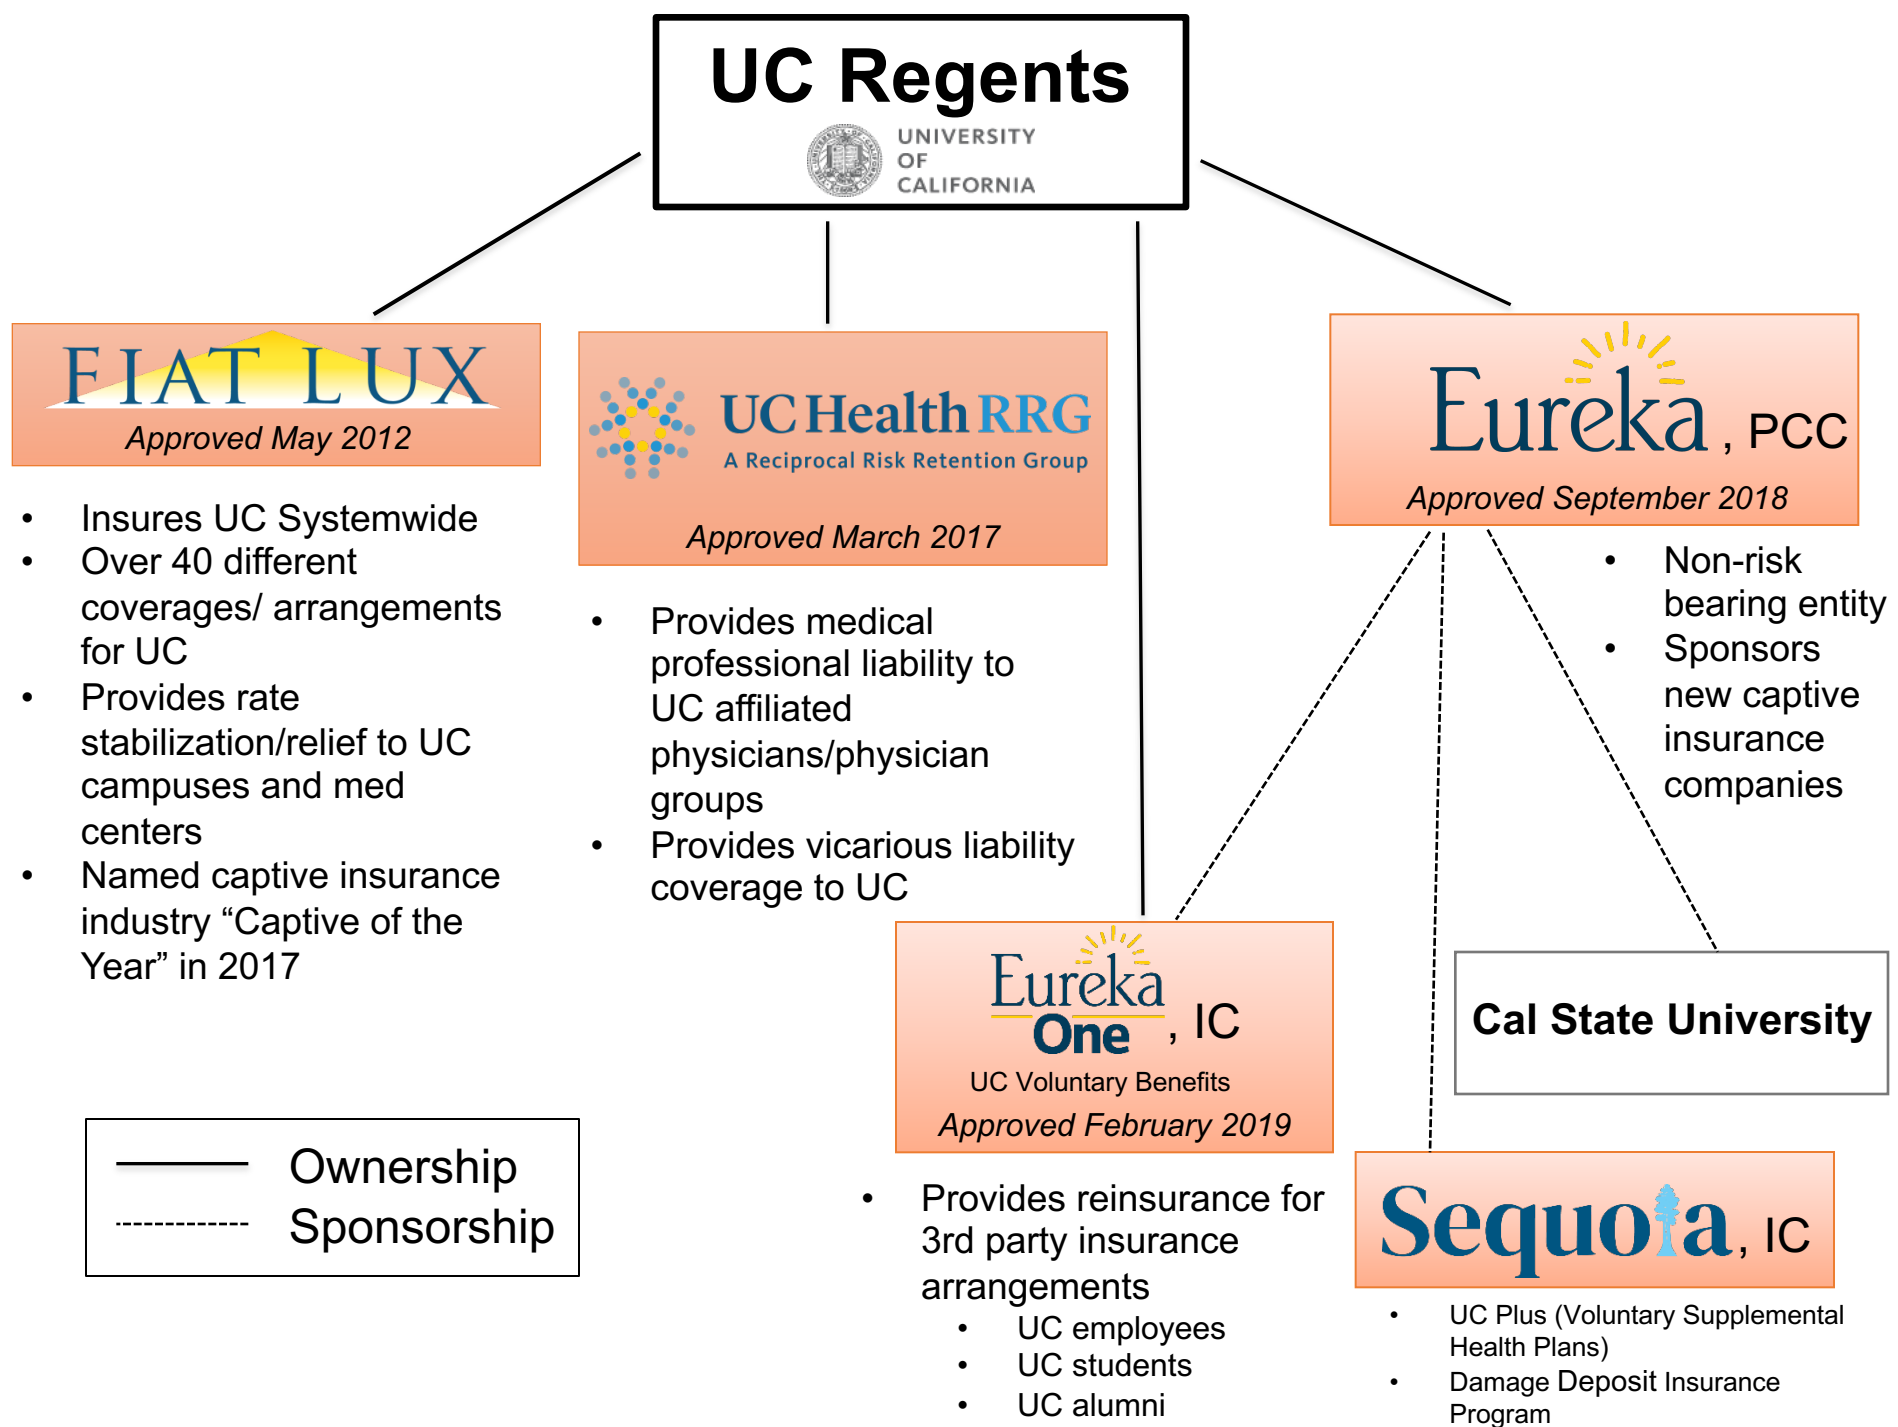 UC Regents
UNIVERSITY
OF
CALIFORNIA
FIAT LUX
Approved May 2012
• Insures UC Systemwide
• Over 40 different
coverages/ arrangements
for UC
• Provides rate
stabilization/relief to UC
campuses and med
centers
• Named captive insurance
industry “Captive of the
Year” in 2017
UC Health RRG
A Reciprocal Risk Retention Group
Approved March 2017
• Provides medical
professional liability to
UC affiliated
physicians/physician
groups
• Provides vicarious liability
coverage to UC
Eureka , PCC
Approved September 2018
• Non-risk
bearing entity
• Sponsors
new captive
insurance
companies
Eureka
One , IC
UC Voluntary Benefits
Approved February 2019
• Provides reinsurance for
3rd party insurance
arrangements
• UC employees
• UC students
• UC alumni
Cal State University
Sequoia, IC
• UC Plus (Voluntary Supplemental
Health Plans)
• Damage Deposit Insurance
Program
Ownership
Sponsorship